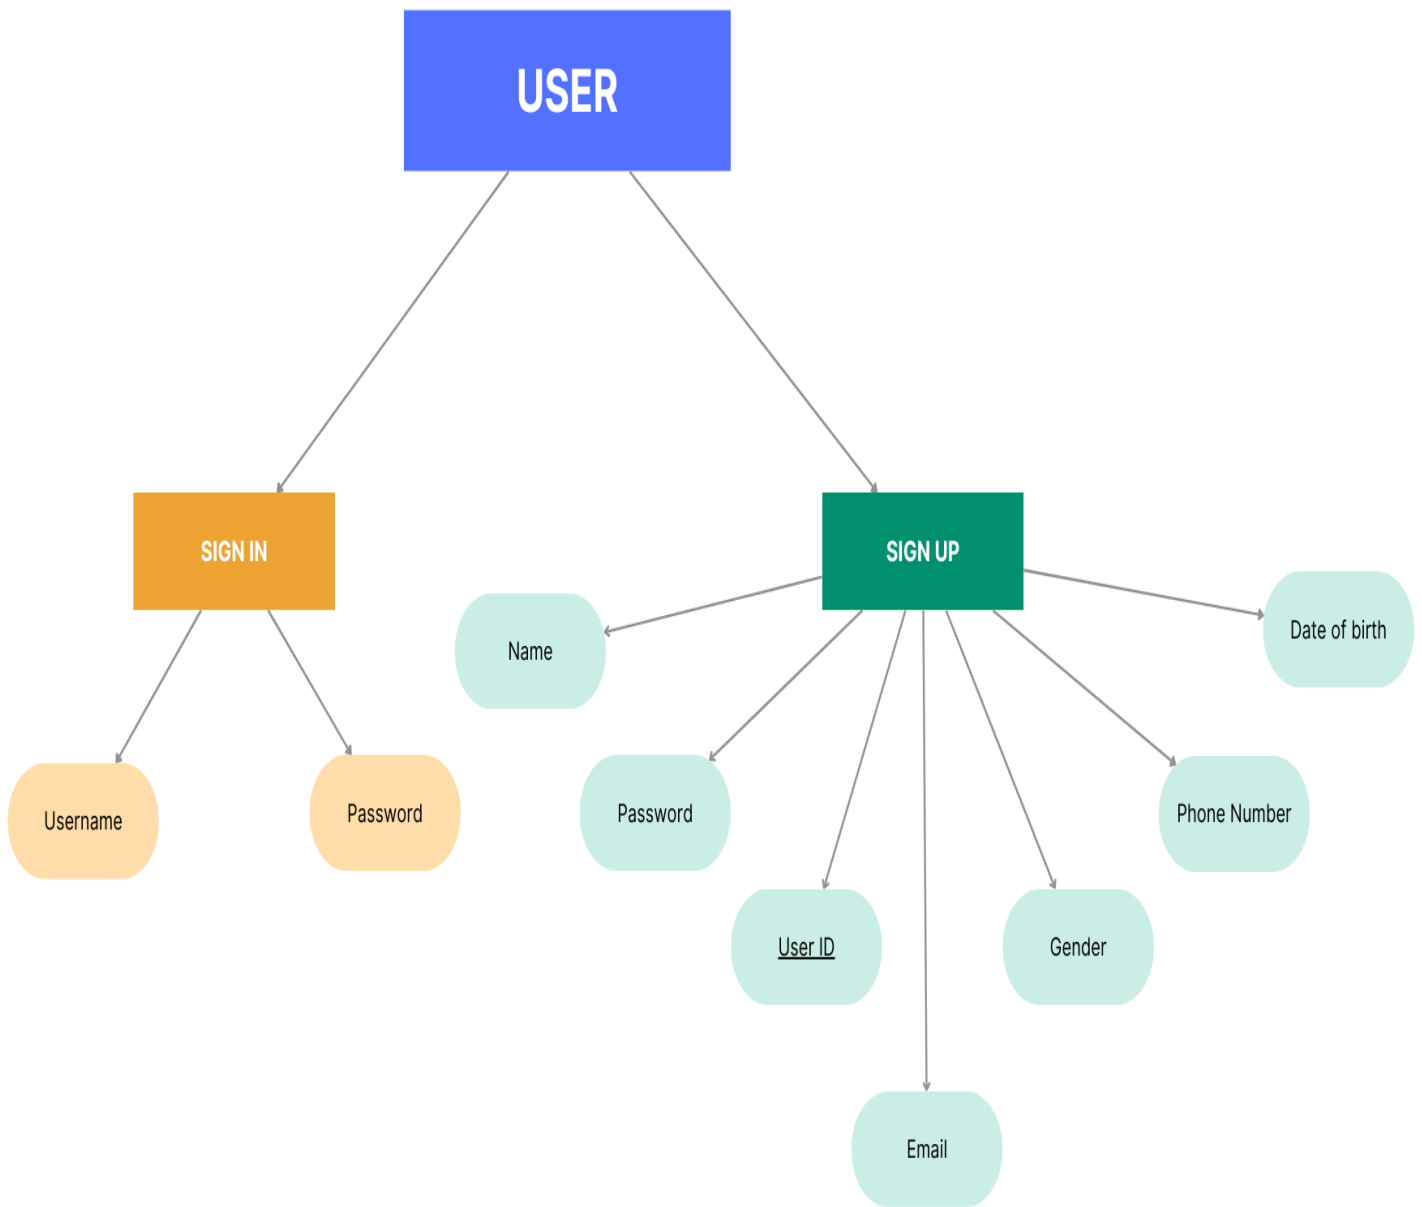 USER
SIGN IN
SIGN UP
Name
Date of birth
Username
Password
Password
Phone Number
User ID
Gender
Email